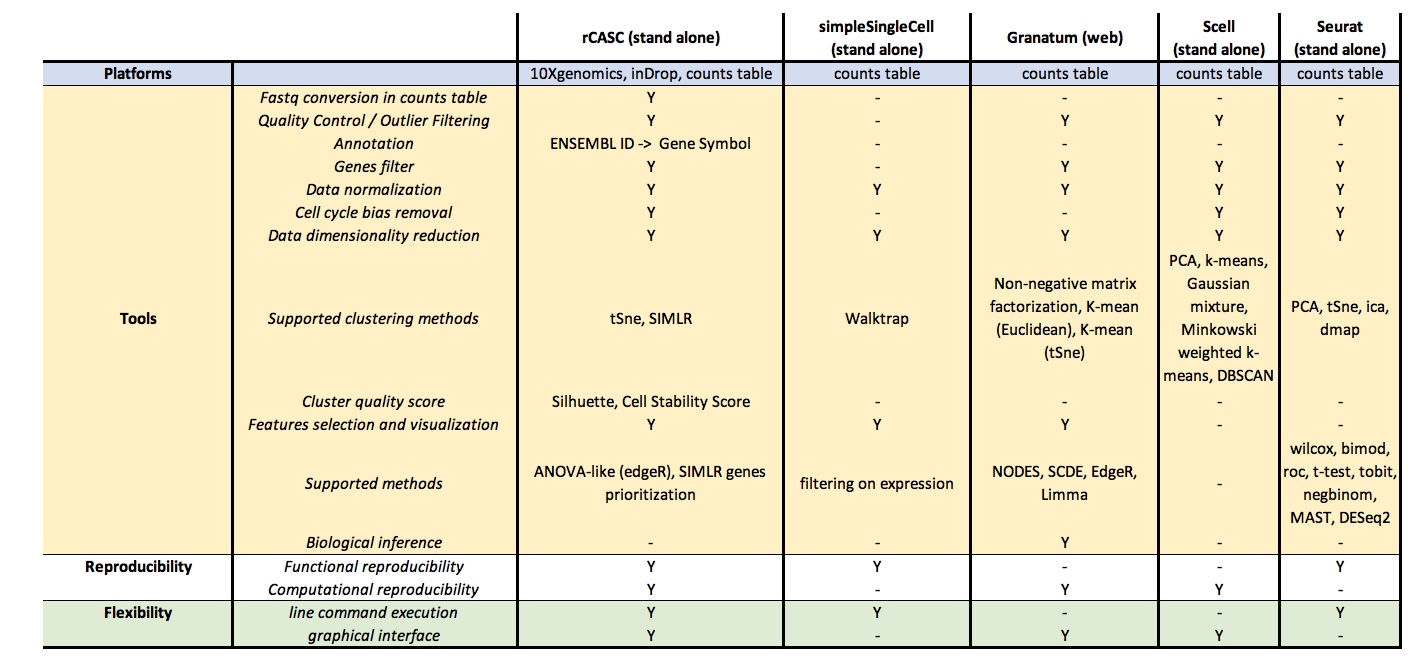 rCASC (stand alone) simpleSingleCell (stand alone) Granatum (web) Scell (stand alone) Seurat (stand alone)
Platforms 10Xgenomics, inDrop, counts table counts table counts table counts table counts table
Fastq conversion in counts table Y - - - -
Quality Control / Outlier Filtering Y - Y Y Y
Annotation ENSEMBL ID -> Gene Symbol - - - -
Genes filter Y - Y Y Y
Data normalization Y Y Y Y Y
Cell cycle bias removal Y - - Y Y
Data dimensionality reduction Y Y Y Y Y
Tools Supported clustering methods tSne, SIMLR Walktrap Non-negative matrix factorization, K-mean (Euclidean), K-mean (tSne) PCA, k-means, Gaussian mixture, Minkowski weighted k-means, DBSCAN PCA, tSne, ica, dmap
Cluster quality score Silhuette, Cell Stability Score - - - -
Features selection and visualization Y Y Y - -
Supported methods ANOVA-like (edgeR), SIMLR genes prioritization filtering on expression NODES, SCDE, EdgeR, Limma - wilcox, bimod, roc, t-test, tobit, negbinom, MAST, DESeq2
Biological inference - - Y - -
Reproducibility Functional reproducibility Y Y - - Y
Computational reproducibility Y - Y Y -
Flexibility line command execution Y Y - - Y
graphical interface Y - Y Y -